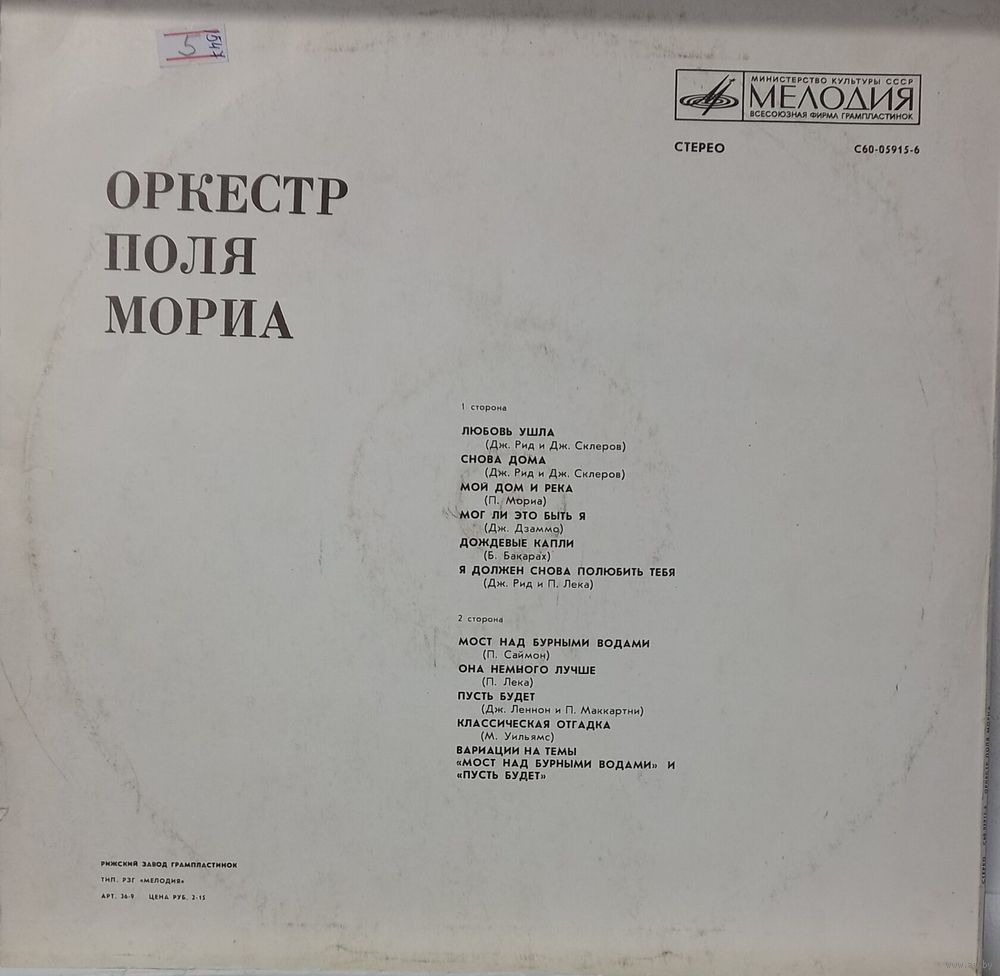 5
1547
МИНИСТЕРСТВО КУЛЬТУРЫ СССР
МЕЛОДИЯ
ВСЕСОЮЗНАЯ ФИРМА ГРАМПЛАСТИНОК
СТЕРЕО
С60-05915-6
ОРКЕСТР
ПОЛЯ
МОРИА
1 сторона
ЛЮБОВЬ УШЛА
(Дж. Рид и Дж. Склеров)
СНОВА ДОМА
(Дж. Рид и Дж. Склеров)
МОЙ ДОМ И РЕКА
(П. Мориа)
МОГ ЛИ ЭТО БЫТЬ Я
(Дж. Дзаммо)
ДОЖДЕВЫЕ КАПЛИ
(Б. Бакарах)
Я ДОЛЖЕН СНОВА ПОЛЮБИТЬ ТЕБЯ
(Дж. Рид и П. Лека)
2 сторона
МОСТ НАД БУРНЫМИ ВОДАМИ
(П. Саймон)
ОНА НЕМНОГО ЛУЧШЕ
(П. Лека)
ПУСТЬ БУДЕТ
(Дж. Леннон и П. Маккартни)
КЛАССИЧЕСКАЯ ОТГАДКА
(М. Уильямс)
ВАРИАЦИИ НА ТЕМЫ
«МОСТ НАД БУРНЫМИ ВОДАМИ» И
«ПУСТЬ БУДЕТ»
РИЖСКИЙ ЗАВОД ГРАМПЛАСТИНОК
ТИП. РЗГ «МЕЛОДИЯ»
АРТ. 36-9 ЦЕНА РУБ. 2-15